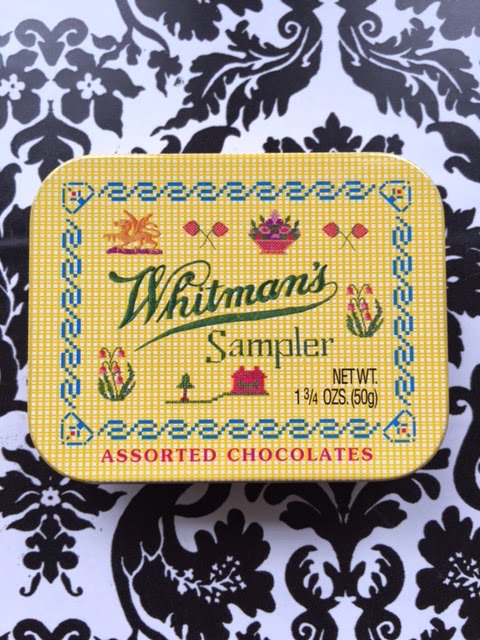 Whitman's
Sampler
NET WT.
1 3/4 OZS. (50g)
ASSORTED CHOCOLATES